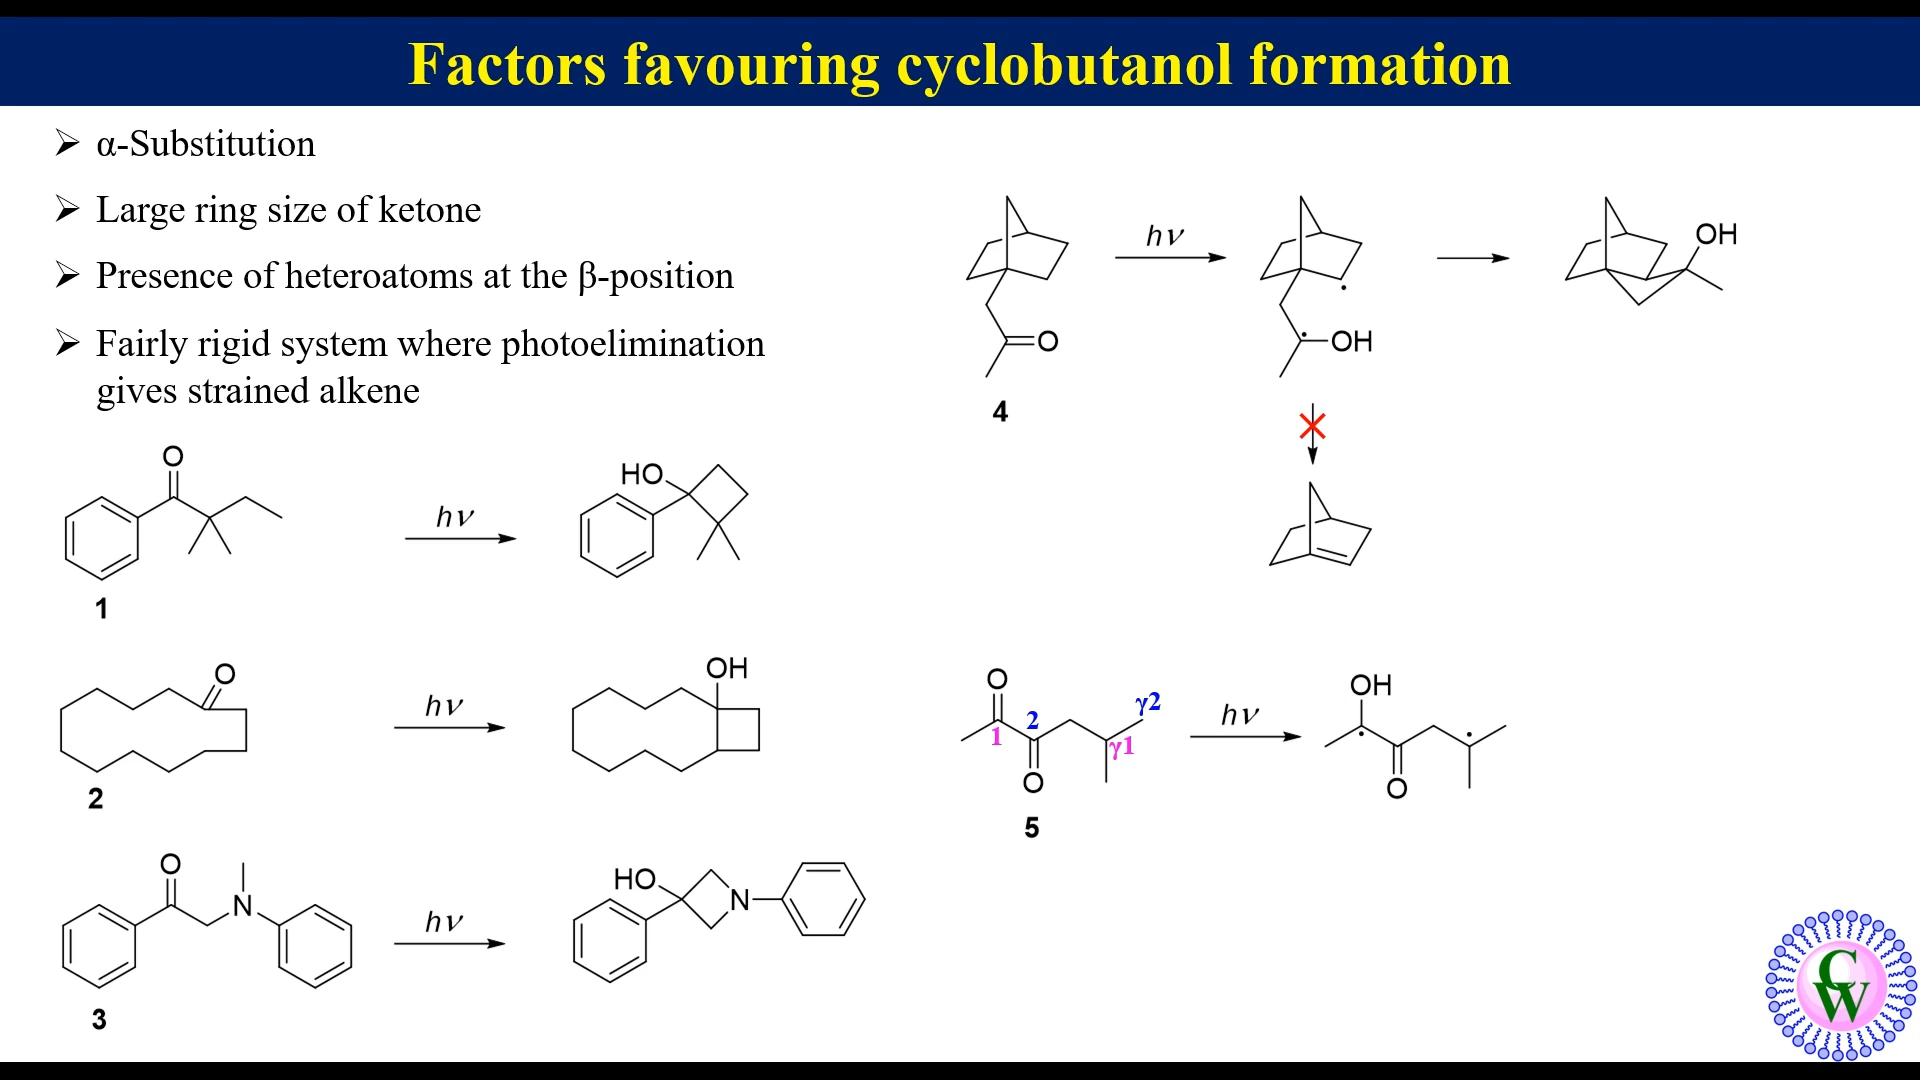 Factors favouring cyclobutanol formation
➢ α-Substitution
➢ Large ring size of ketone
➢ Presence of heteroatoms at the β-position
➢ Fairly rigid system where photoelimination
gives strained alkene
O
hν
HO
1
O
hν
OH
2
O
N
hν
HO
N
3
O
hν
OH
OH
4
O
1
2
O
γ1
γ2
hν
OH
O
5
CW